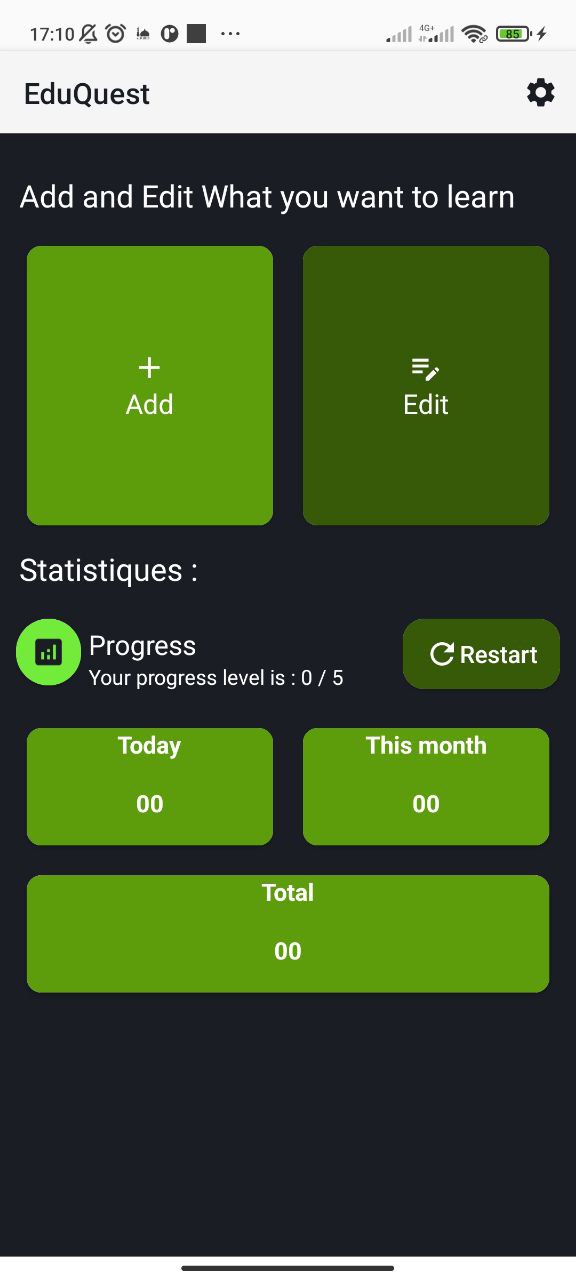 17:10 4G+ 85
EduQuest
Add and Edit What you want to learn
Add
Edit
Statistiques :
Progress
Your progress level is : 0 / 5
Restart
Today
00
This month
00
Total
00